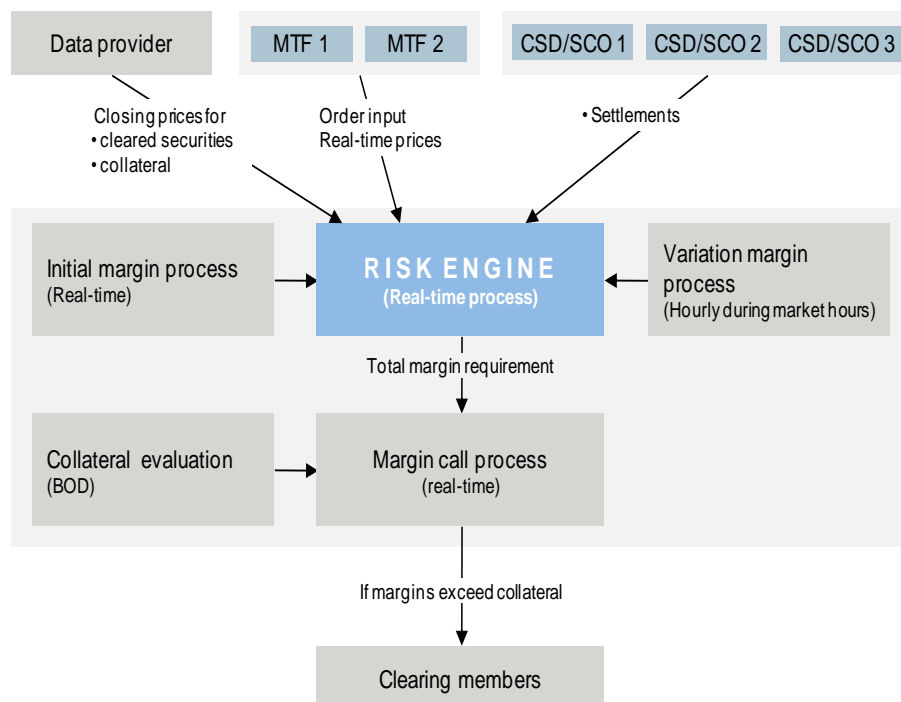 Data provider
MTF 1
MTF 2
CSD/SCO 1
CSD/SCO 2
CSD/SCO 3
Closing prices for
• cleared securities
• collateral
Order input
Real-time prices
• Settlements
Initial margin process
(Real-time)
RISK ENGINE
(Real-time process)
Variation margin
process
(Hourly during market hours)
Total margin requirement
Collateral evaluation
(BOD)
Margin call process
(real-time)
If margins exceed collateral
Clearing members